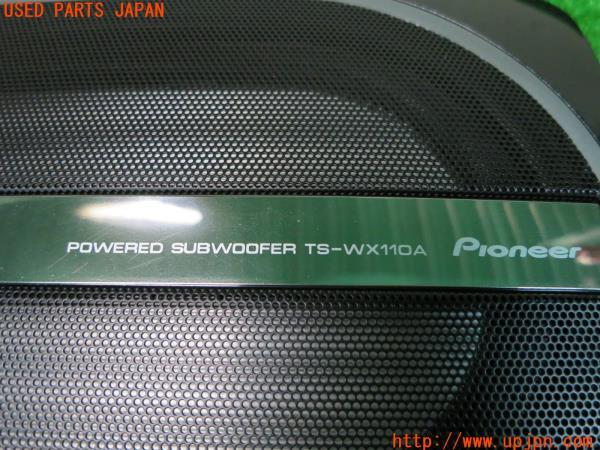 USED PARTS JAPAN
POWERED SUBWOOFER TS-WX110A Pioneer
http://www.upjpn.com/